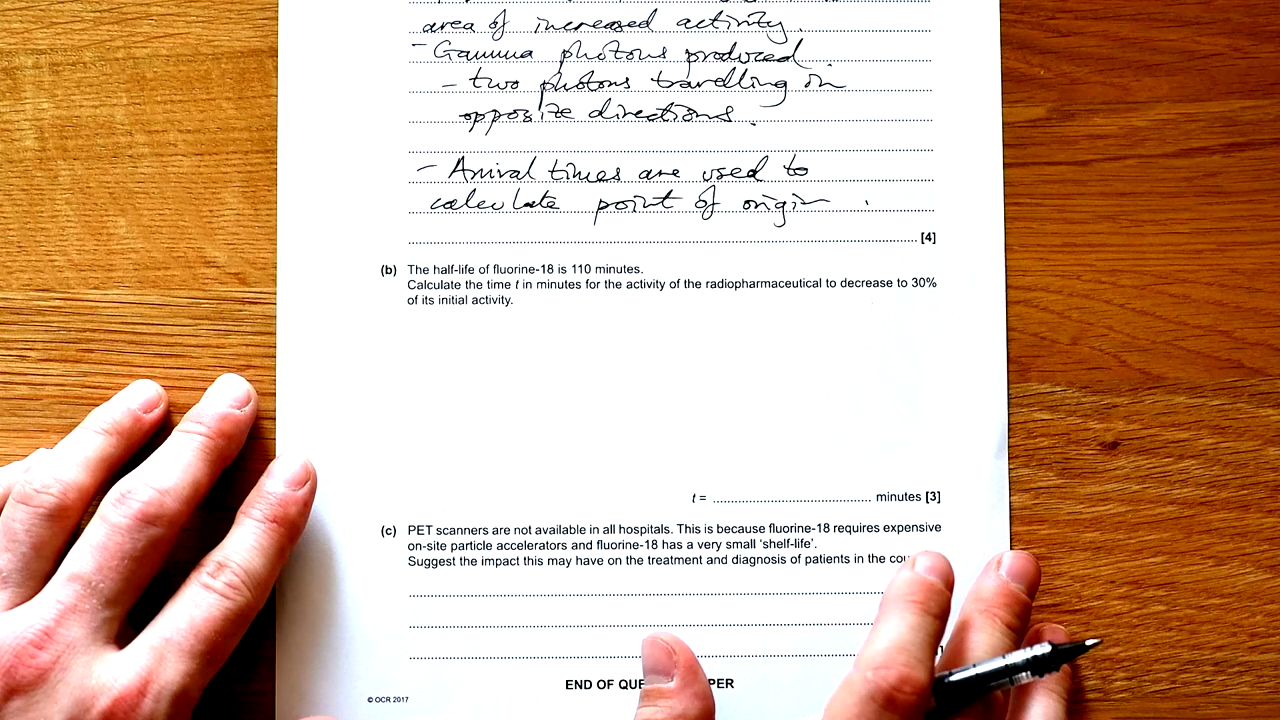 area of increased activity.
- Gamma photons produced.
- two photons travelling in
opposite directions.
- Arrival times are used to
calculate point of origin.
[4]
(b) The half-life of fluorine-18 is 110 minutes.
Calculate the time t in minutes for the activity of the radiopharmaceutical to decrease to 30%
of its initial activity.
t = ........................................ minutes [3]
(c) PET scanners are not available in all hospitals. This is because fluorine-18 requires expensive
on-site particle accelerators and fluorine-18 has a very small ‘shelf-life’.
Suggest the impact this may have on the treatment and diagnosis of patients in the
END OF
© OCR 2017